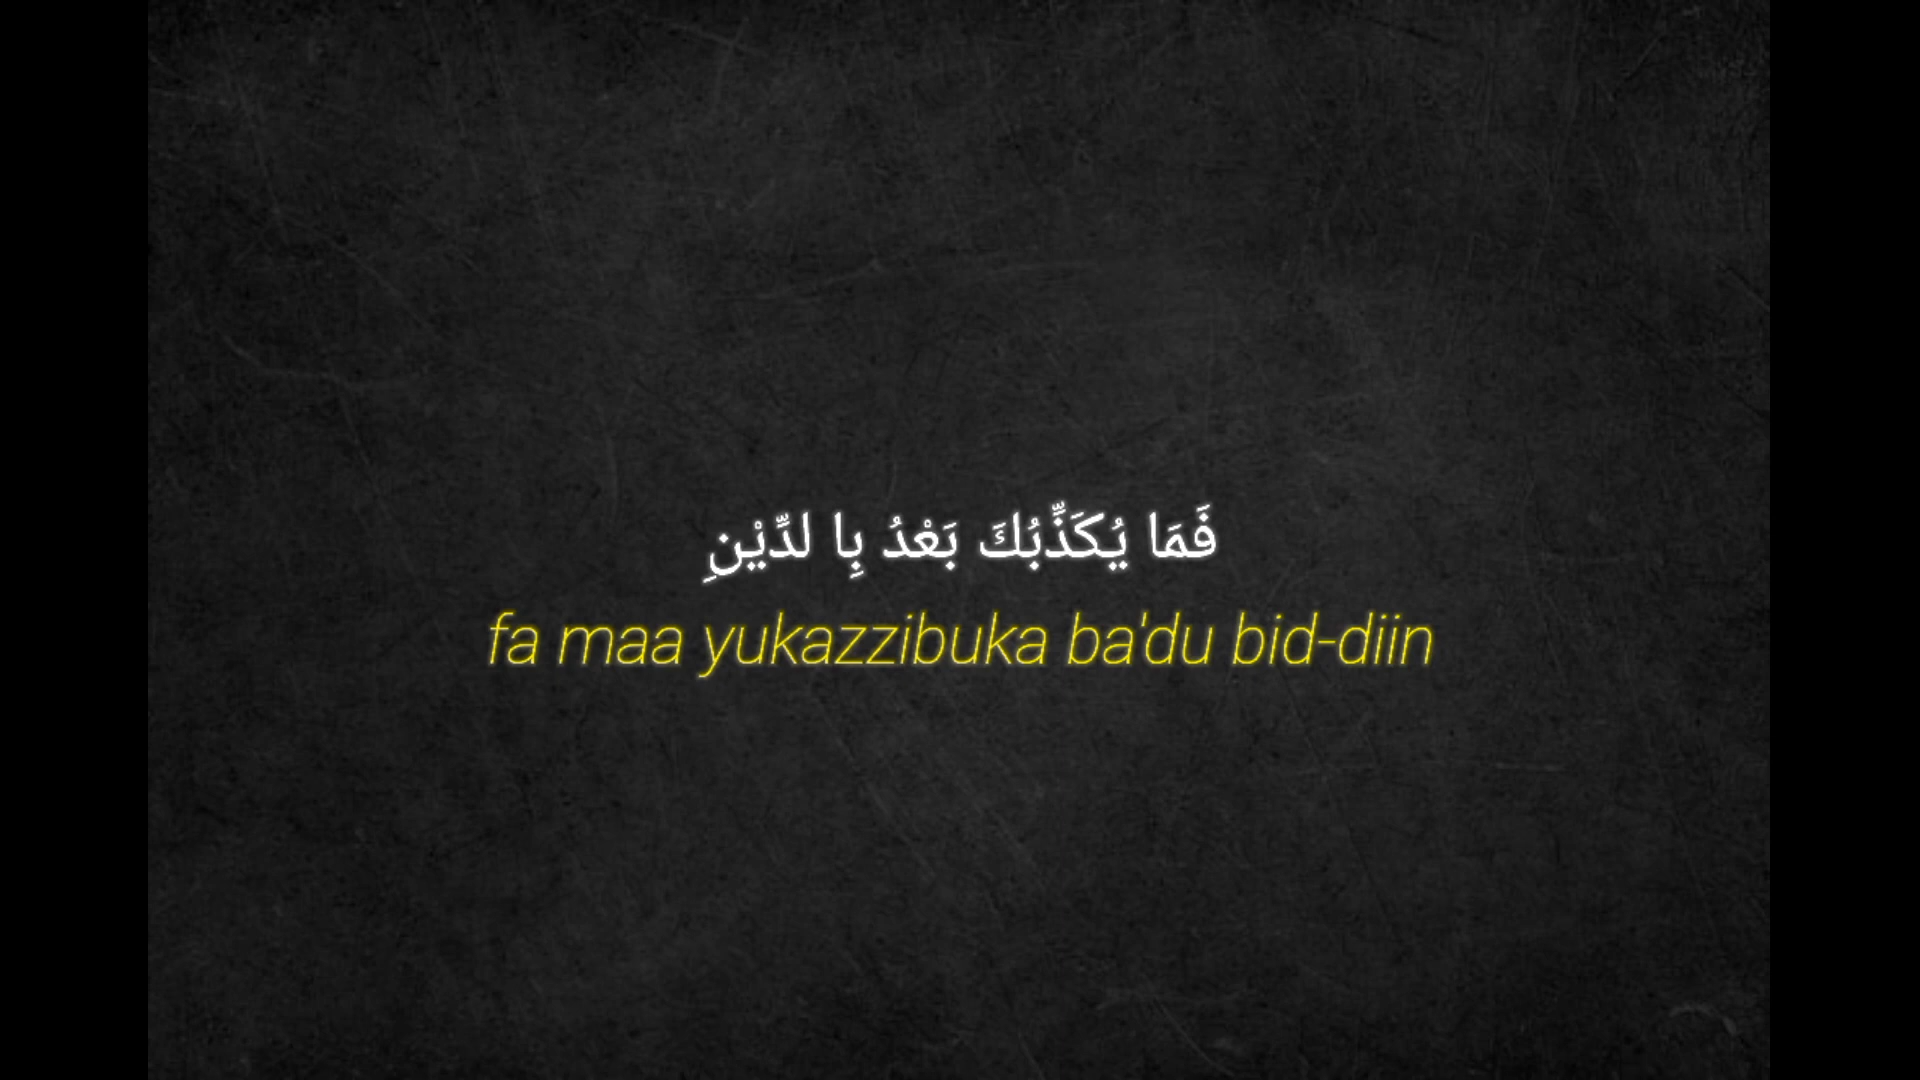 فَمَا يُكَذِّبُكَ بَعْدُ بِا لدِّيْنِ
fa maa yukazzibuka ba'du bid-diin